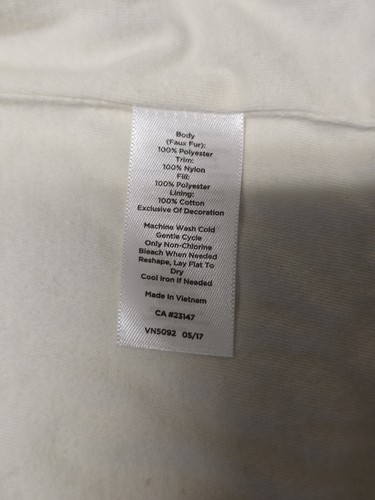 Body
(Faux Fur):
100% Polyester
Trim:
100% Nylon
Fill:
100% Polyester
Lining:
100% Cotton
Exclusive Of Decoration
Machine Wash Cold
Gentle Cycle
Only Non-Chlorine
Bleach When Needed
Reshape, Lay Flat To
Dry
Cool Iron If Needed
Made In Vietnam
CA #23147
VN5092 05/17